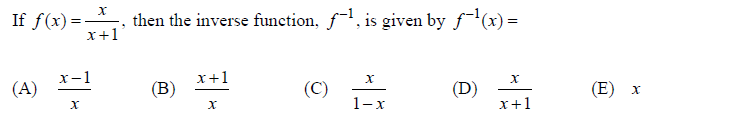 If f(x) = x/(x+1), then the inverse function, f⁻¹, is given by f⁻¹(x) =
(A) (x−1)/x (B) (x+1)/x (C) x/(1−x) (D) x/(x+1) (E) x